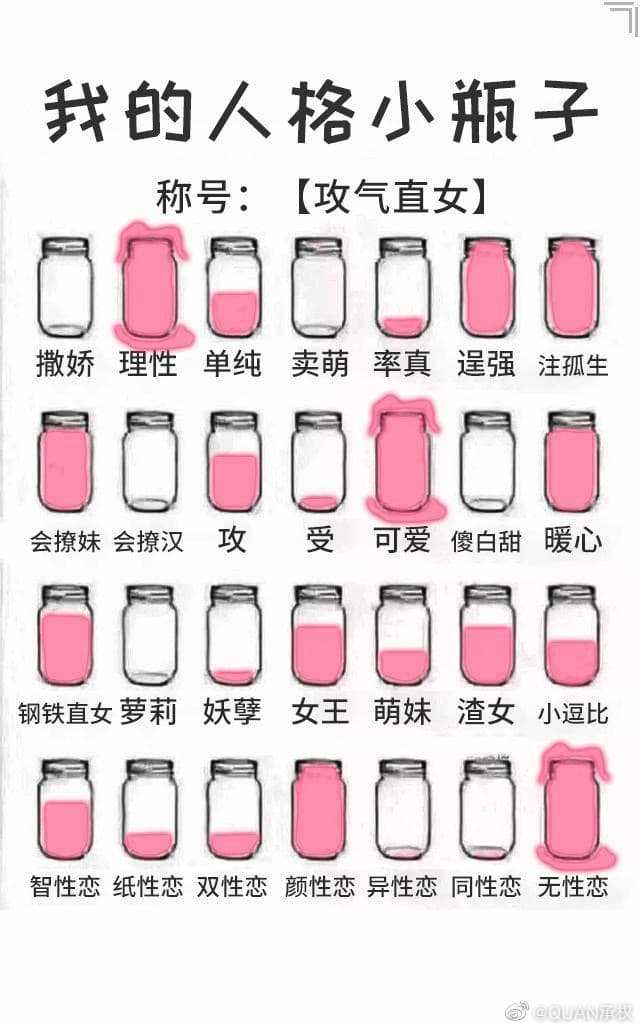 我的人格小瓶子
称号：【攻气直女】
撒娇 理性 单纯 卖萌 率真 逞强 注孤生
会撩妹 会撩汉 攻 受 可爱 傻白甜 暖心
钢铁直女 萝莉 妖孽 女王 萌妹 渣女 小逗比
智性恋 纸性恋 双性恋 颜性恋 异性恋 同性恋 无性恋
@QUAN承权